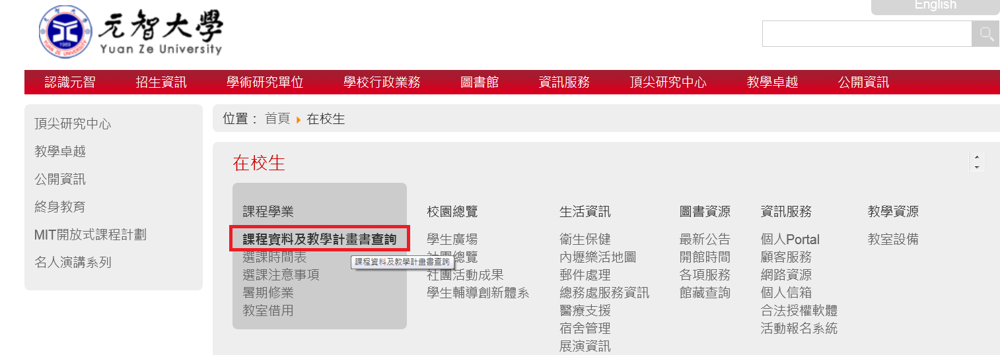 English
元智大學
Yuan Ze University
認識元智 招生資訊 學術研究單位 學校行政業務 圖書館 資訊服務 頂尖研究中心 教學卓越 公開資訊
頂尖研究中心
教學卓越
公開資訊
終身教育
MIT開放式課程計劃
名人演講系列
位置： 首頁 在校生
在校生
課程學業
課程資料及教學計畫書查詢
選課時間表
選課注意事項
暑期修業
教室借用
課程資料及教學計畫書查詢
校園總覽
學生廣場
社團總覽
社團活動成果
學生輔導創新體系
生活資訊
衛生保健
內壢樂活地圖
郵件處理
總務處服務資訊
醫療支援
宿舍管理
展演資訊
圖書資源
最新公告
開館時間
各項服務
館藏查詢
資訊服務
個人Portal
顧客服務
網路資源
個人信箱
合法授權軟體
活動報名系統
教學資源
教室設備